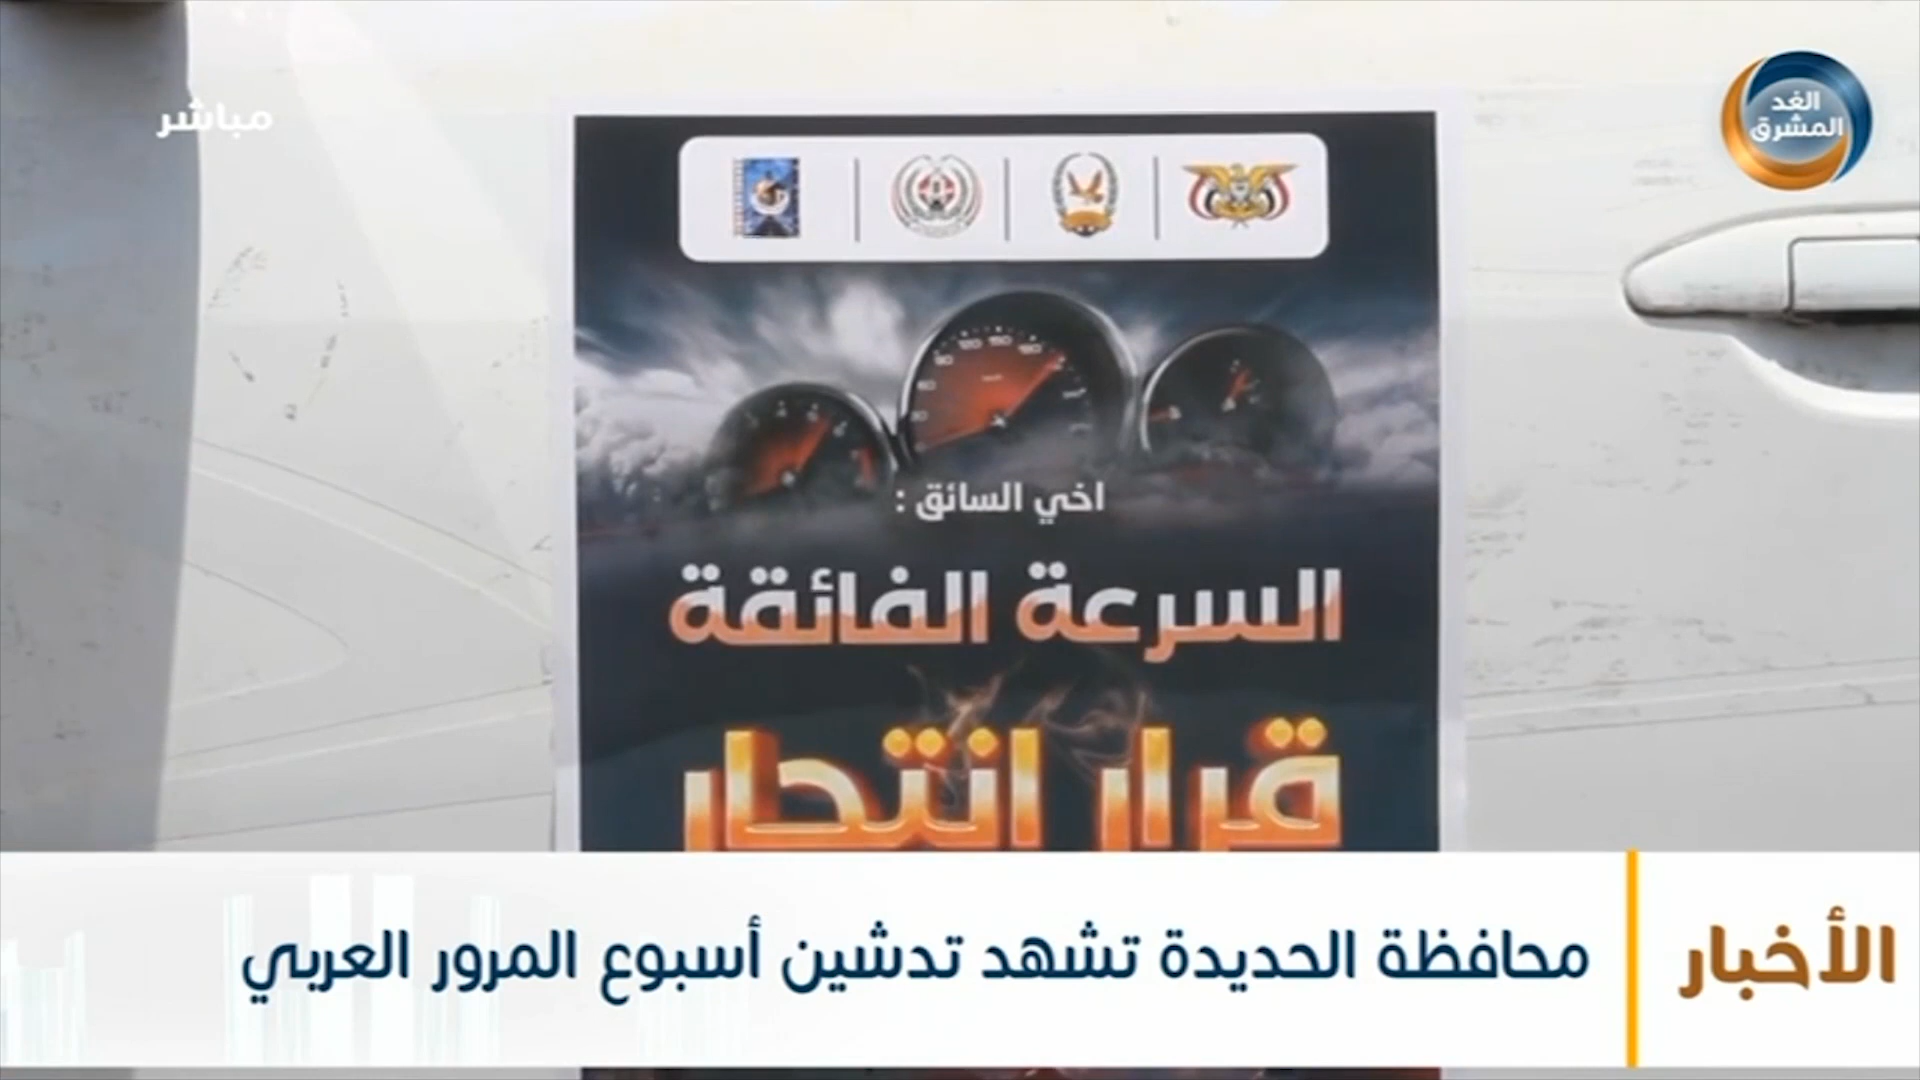 مباشر
الغد
المشرق
اخي السائق :
السرعة الفائقة
قرار انتحار
الأخبار
محافظة الحديدة تشهد تدشين أسبوع المرور العربي